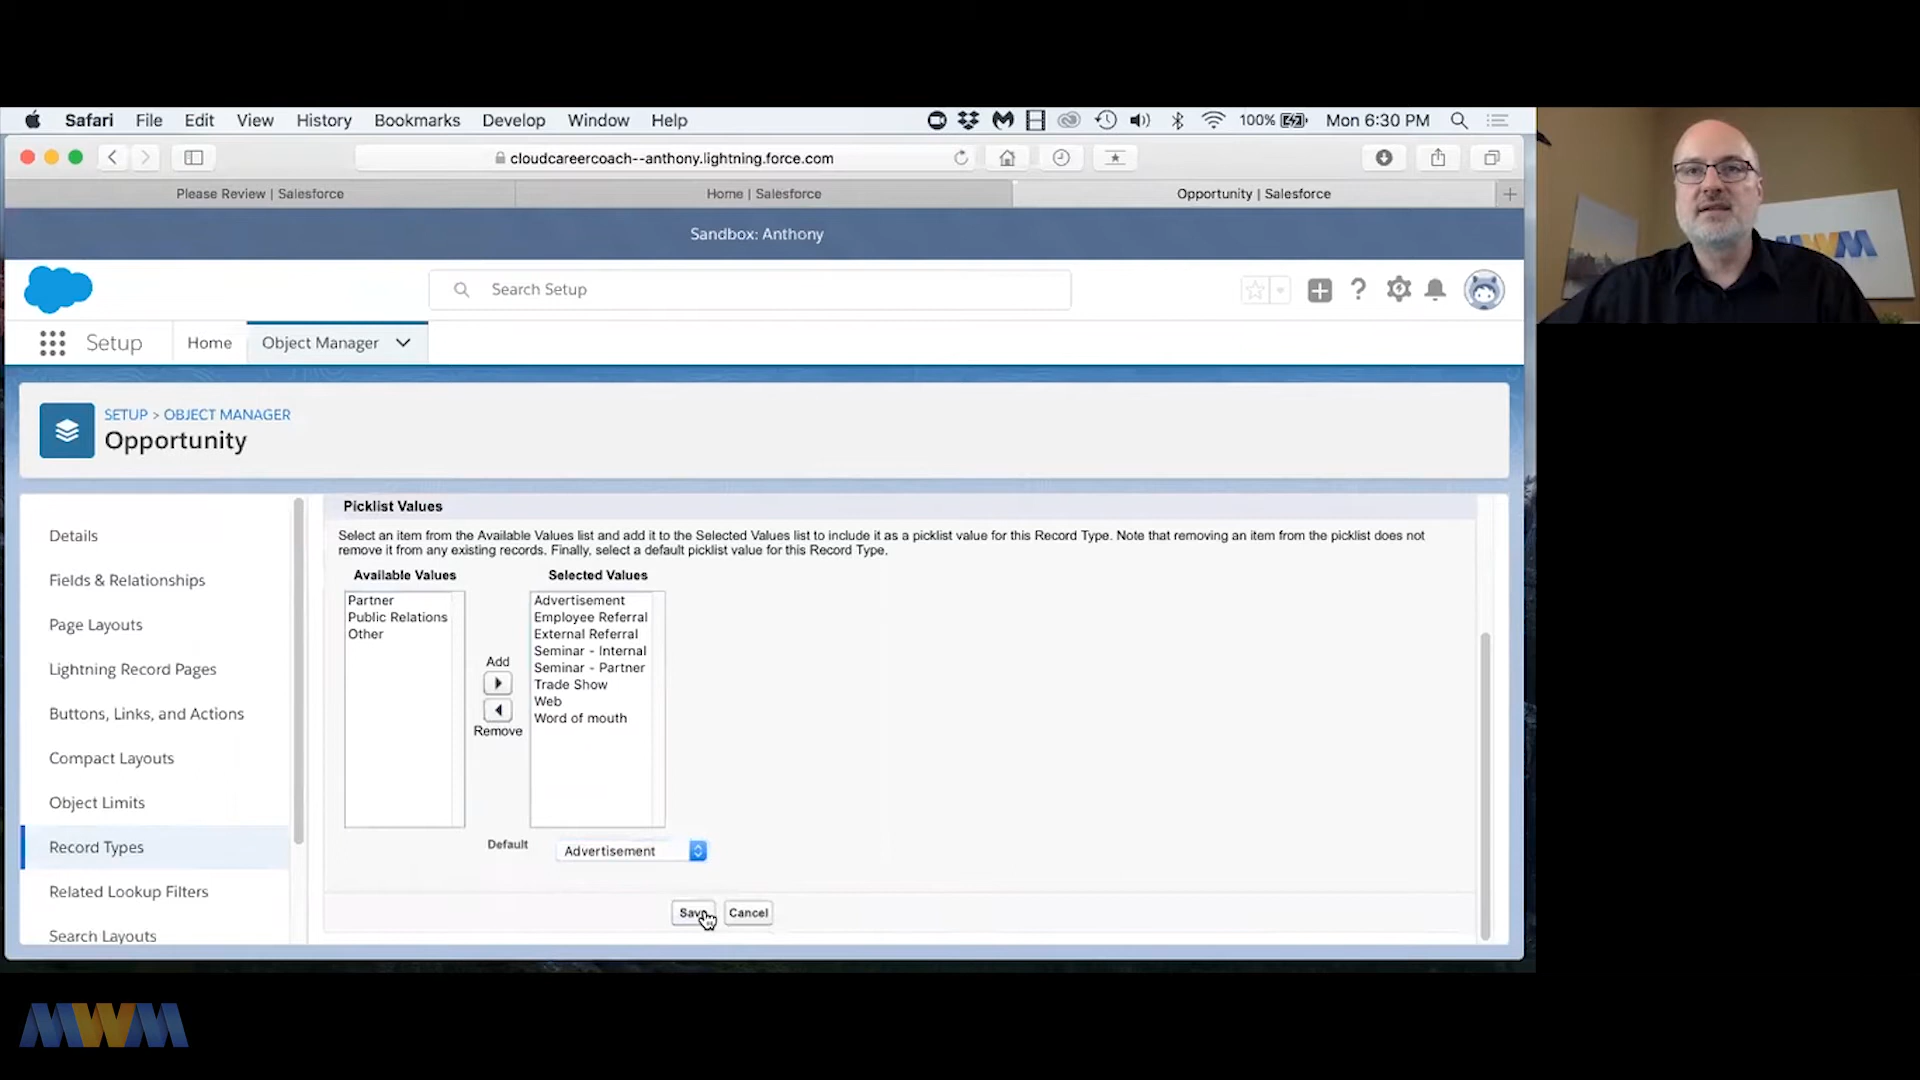 Safari File Edit View History Bookmarks Develop Window Help 100% Mon 6:30 PM
cloudcareercoach--anthony.lightning.force.com
Please Review | Salesforce
Home | Salesforce
Opportunity | Salesforce
Sandbox: Anthony
Search Setup
Setup
Home
Object Manager
SETUP > OBJECT MANAGER
Opportunity
Details
Fields & Relationships
Page Layouts
Lightning Record Pages
Buttons, Links, and Actions
Compact Layouts
Object Limits
Record Types
Related Lookup Filters
Search Layouts
Picklist Values
Select an item from the Available Values list and add it to the Selected Values list to include it as a picklist value for this Record Type. Note that removing an item from the picklist does not
remove it from any existing records. Finally, select a default picklist value for this Record Type.
Available Values
Partner
Public Relations
Other
Add
Remove
Selected Values
Advertisement
Employee Referral
External Referral
Seminar - Internal
Seminar - Partner
Trade Show
Web
Word of mouth
Default
Advertisement
Save
Cancel
MWM
MWM